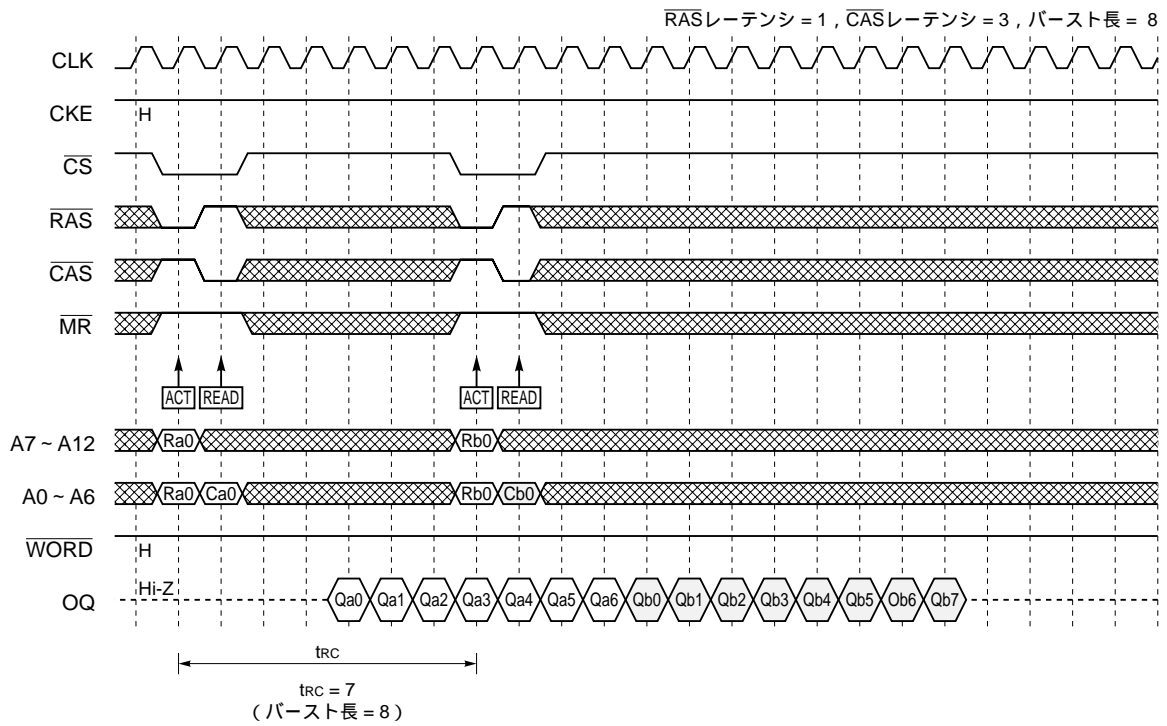 RASレーテンシ = 1 , CASレーテンシ = 3 , バースト長 = 8
CLK
CKE H
CS
RAS
CAS
MR
ACT READ ACT READ
A7 ~ A12 Ra0 Rb0
A0 ~ A6 Ra0 Ca0 Rb0 Cb0
WORD H
OQ Hi-Z Qa0 Qa1 Qa2 Qa3 Qa4 Qa5 Qa6 Qb0 Qb1 Qb2 Qb3 Qb4 Qb5 Ob6 Qb7
tRC
tRC = 7
( バースト長 = 8 )